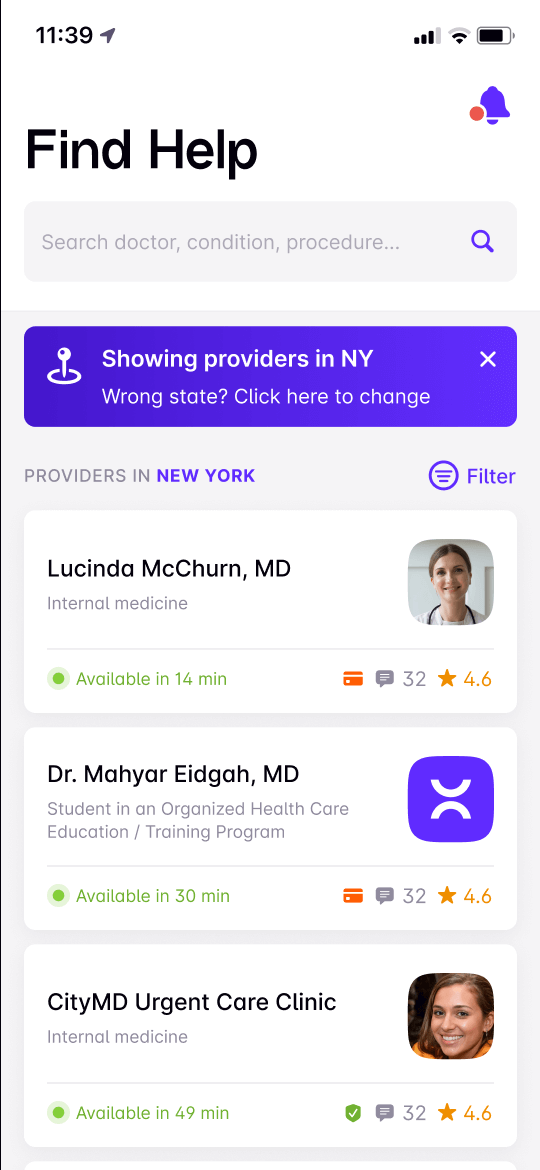 11:39
Find Help
Search doctor, condition, procedure...
Showing providers in NY
Wrong state? Click here to change
PROVIDERS IN NEW YORK
Filter
Lucinda McChurn, MD
Internal medicine
Available in 14 min
32
4.6
Dr. Mahyar Eidgah, MD
Student in an Organized Health Care
Education / Training Program
Available in 30 min
32
4.6
CityMD Urgent Care Clinic
Internal medicine
Available in 49 min
32
4.6